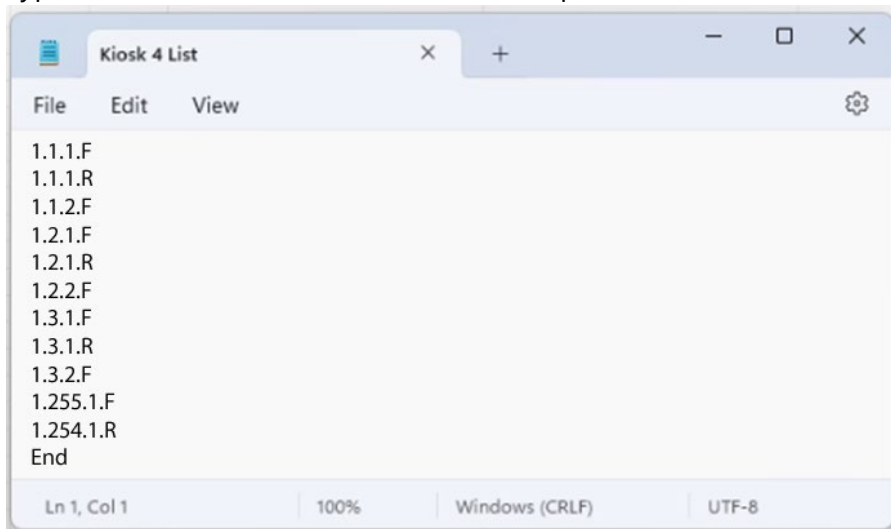 Kiosk 4 List
File Edit View
1.1.1.F
1.1.1.R
1.1.2.F
1.2.1.F
1.2.1.R
1.2.2.F
1.3.1.F
1.3.1.R
1.3.2.F
1.255.1.F
1.254.1.R
End
Ln 1, Col 1 100% Windows (CRLF) UTF-8